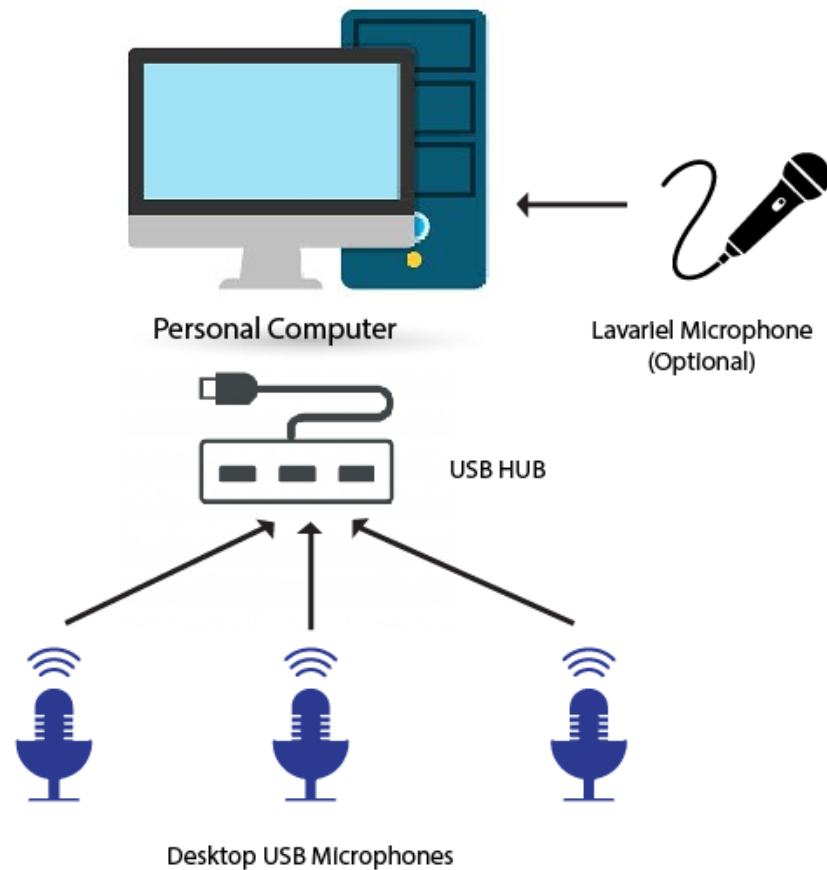 Personal Computer
Lavariel Microphone
(Optional)
USB HUB
Desktop USB Microphones